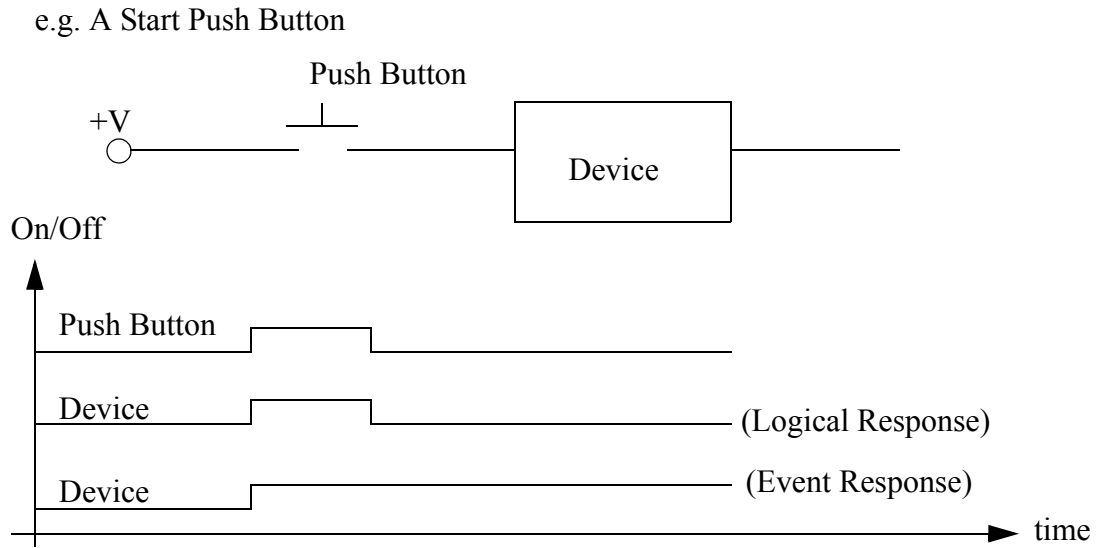 e.g. A Start Push Button
Push Button
+V
Device
On/Off
Push Button
Device
(Logical Response)
Device
(Event Response)
time